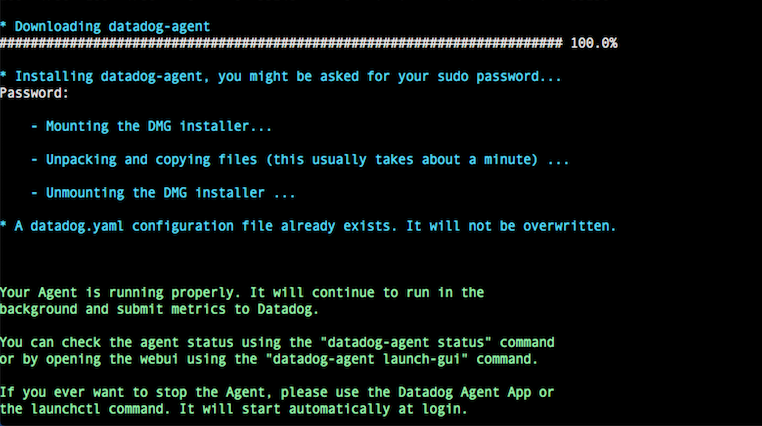 * Downloading datadog-agent
######################################################################## 100.0%
* Installing datadog-agent, you might be asked for your sudo password...
Password:
- Mounting the DMG installer...
- Unpacking and copying files (this usually takes about a minute) ...
- Unmounting the DMG installer ...
* A datadog.yaml configuration file already exists. It will not be overwritten.
Your Agent is running properly. It will continue to run in the
background and submit metrics to Datadog.
You can check the agent status using the "datadog-agent status" command
or by opening the webui using the "datadog-agent launch-gui" command.
If you ever want to stop the Agent, please use the Datadog Agent App or
the launchctl command. It will start automatically at login.